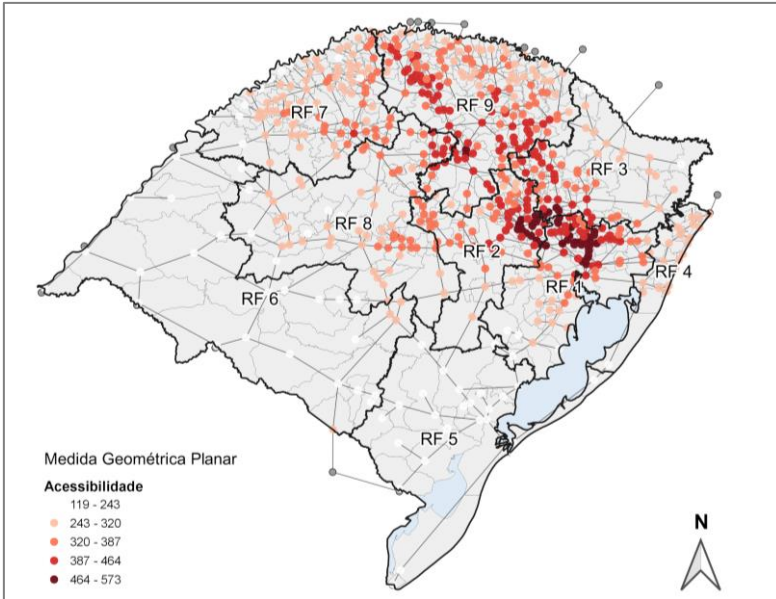 RF 7
RF 9
RF 3
RF 8
RF 2
RF 4
RF 1
RF 6
RF 5
Medida Geométrica Planar
Acessibilidade
119 - 243
243 - 320
320 - 387
387 - 464
464 - 573
N